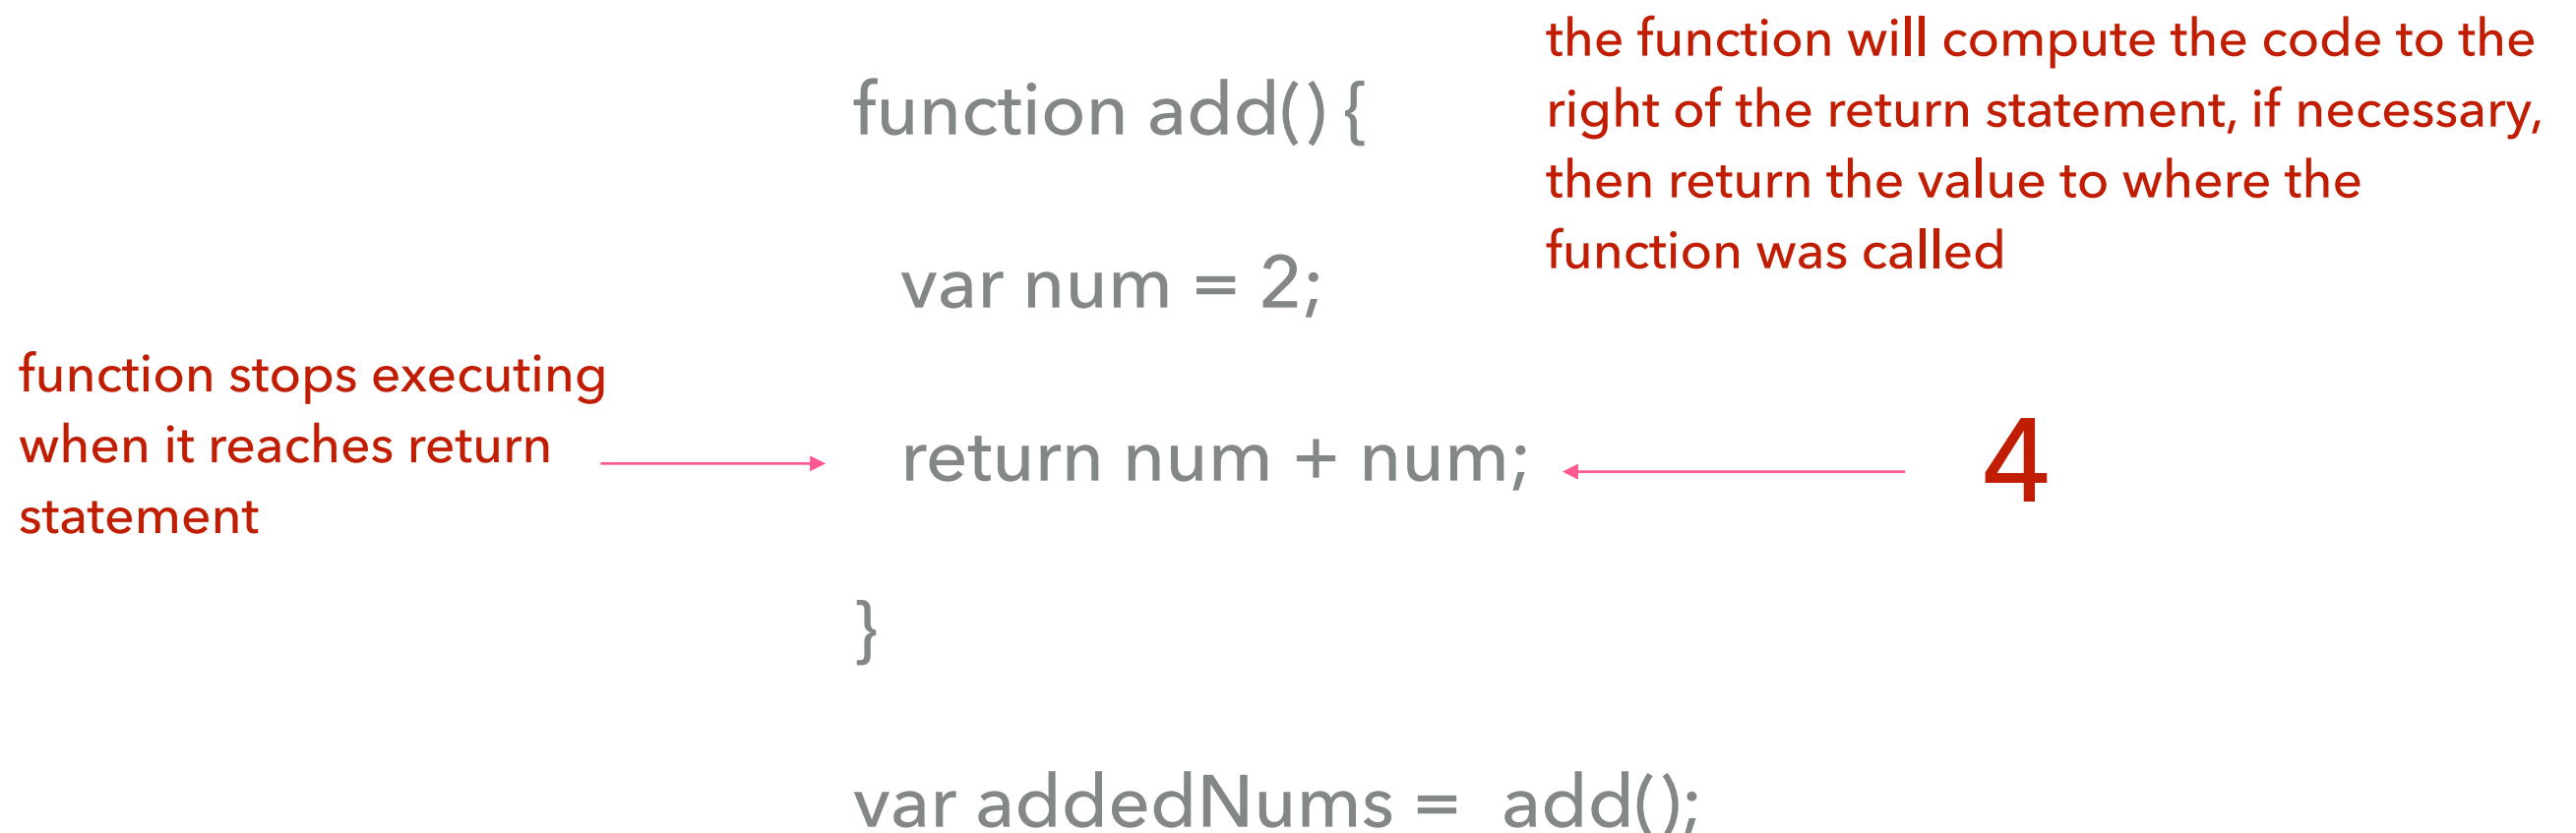 the function will compute the code to the
right of the return statement, if necessary,
then return the value to where the
function was called
function add() {
var num = 2;
function stops executing
when it reaches return
statement
return num + num;
4
}
var addedNums = add();